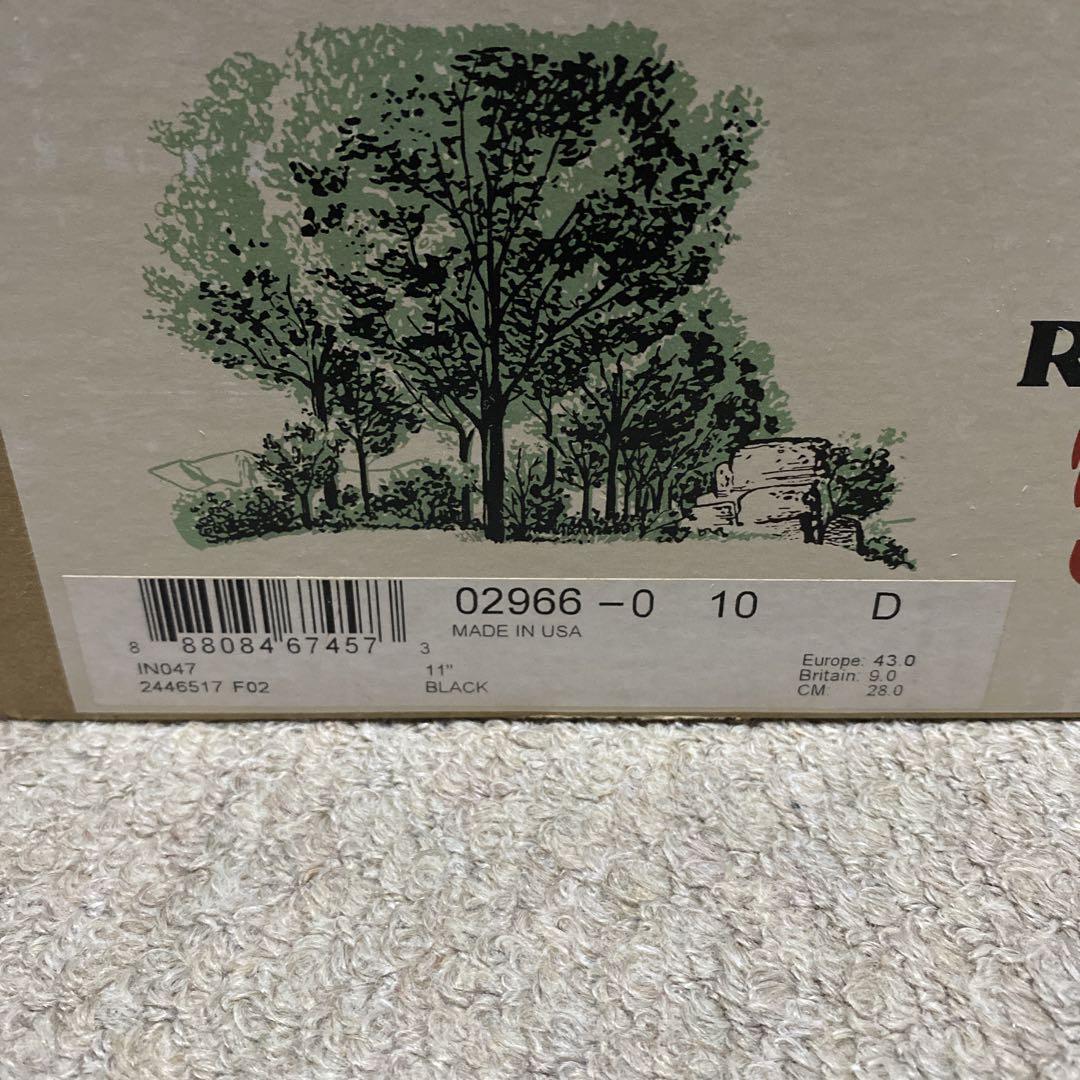 R
02966 – 0 10 D
MADE IN USA
8 88084 67457 3
IN047
2446517 F02
11"
BLACK
Europe: 43.0
Britain: 9.0
CM: 28.0